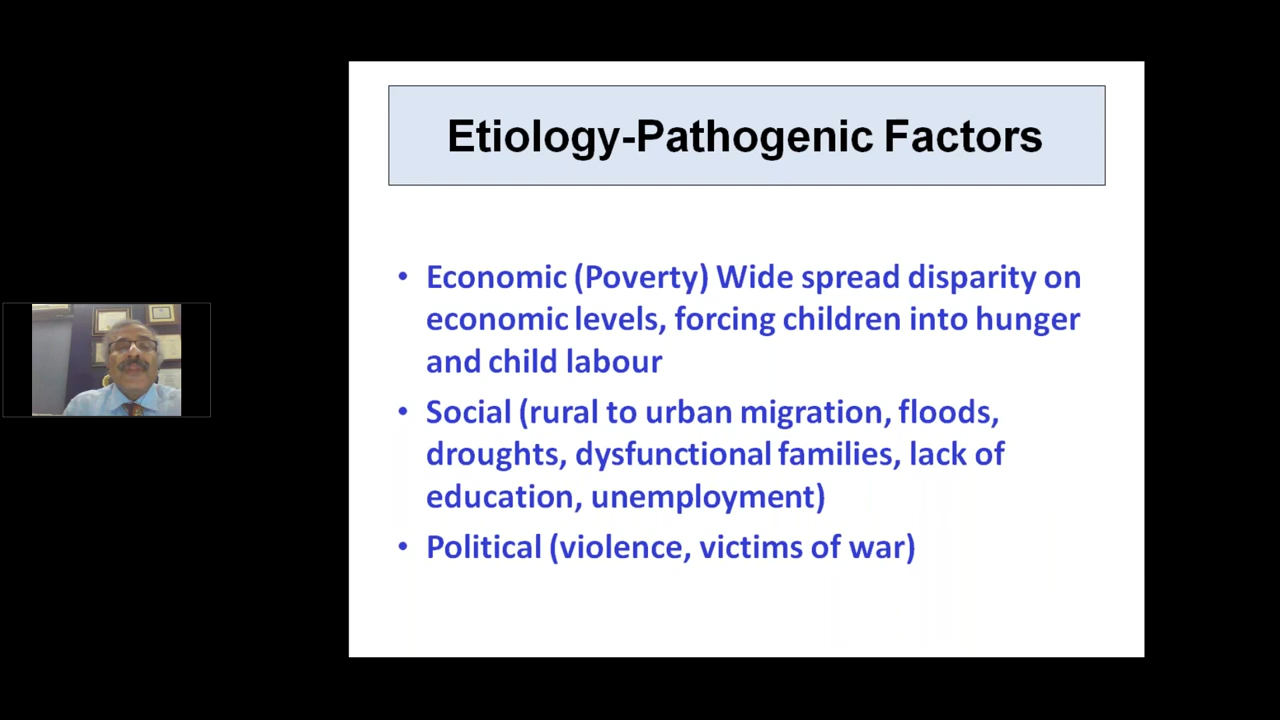 Etiology-Pathogenic Factors
• Economic (Poverty) Wide spread disparity on
economic levels, forcing children into hunger
and child labour
• Social (rural to urban migration, floods,
droughts, dysfunctional families, lack of
education, unemployment)
• Political (violence, victims of war)